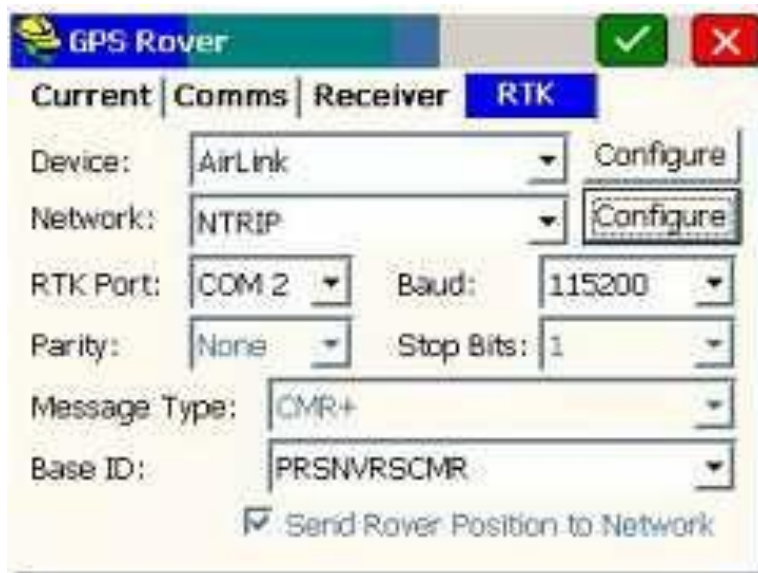 GPS Rover
Current Comms Receiver RTK
Device: AirLink Configure
Network: NTRIP Configure
RTK Port: COM 2 Baud: 115200
Parity: None Stop Bits: 1
Message Type: CMR+
Base ID: PRSNVRSCMR
Send Rover Position to Network